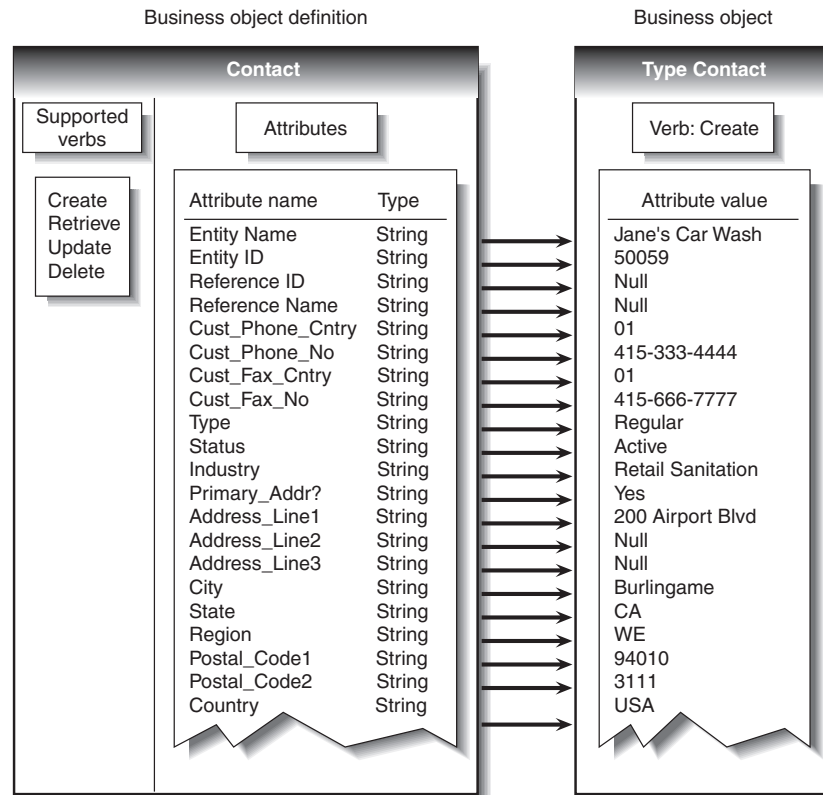 Business object definition
Business object
Contact
Type Contact
Supported
verbs
Attributes
Verb: Create
Create
Retrieve
Update
Delete
Attribute name Type
Entity Name String
Entity ID String
Reference ID String
Reference Name String
Cust_Phone_Cntry String
Cust_Phone_No String
Cust_Fax_Cntry String
Cust_Fax_No String
Type String
Status String
Industry String
Primary_Addr? String
Address_Line1 String
Address_Line2 String
Address_Line3 String
City String
State String
Region String
Postal_Code1 String
Postal_Code2 String
Country String
Attribute value
Jane's Car Wash
50059
Null
Null
01
415-333-4444
01
415-666-7777
Regular
Active
Retail Sanitation
Yes
200 Airport Blvd
Null
Null
Burlingame
CA
WE
94010
3111
USA